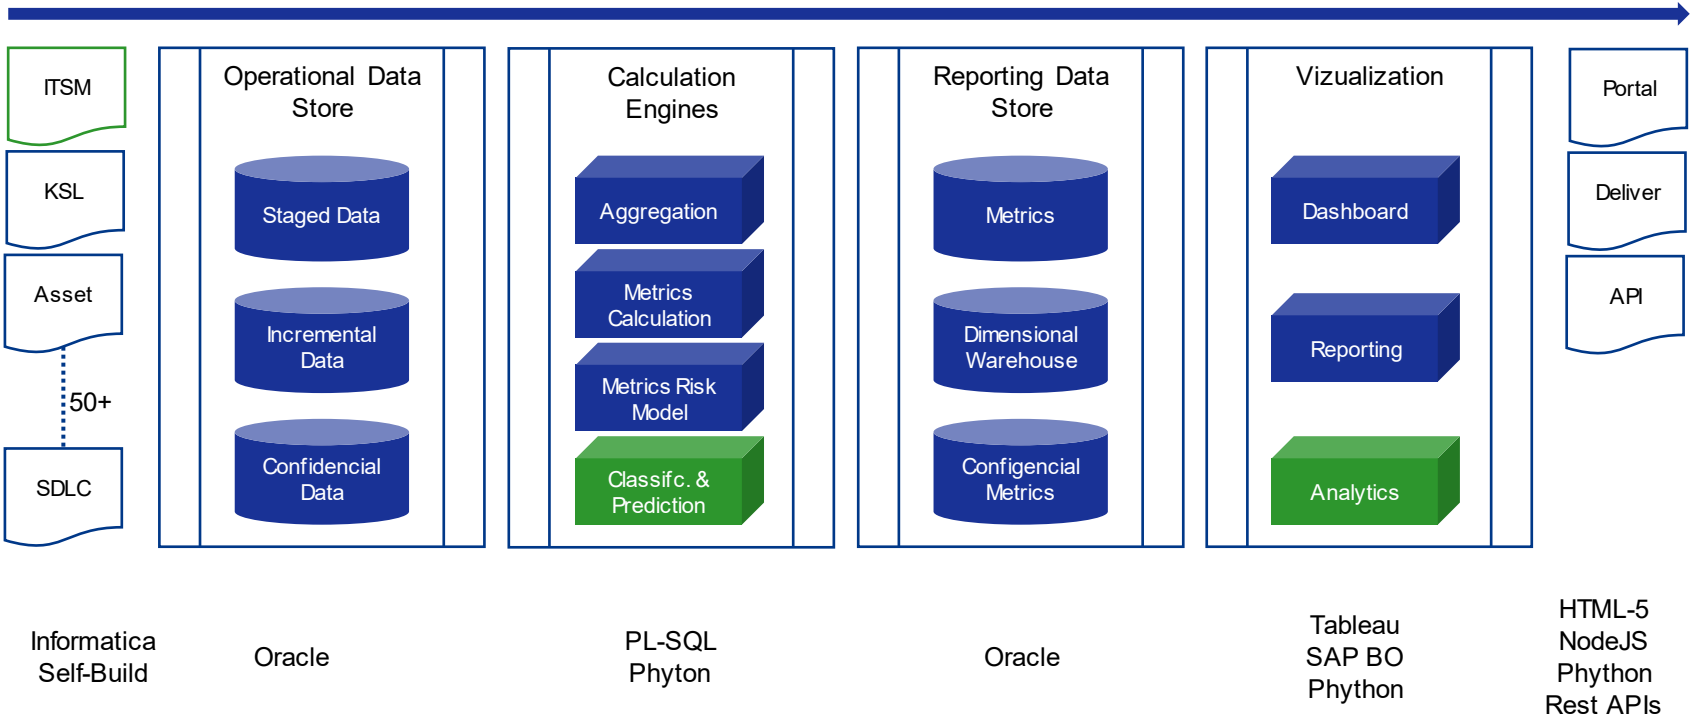 ITSM
KSL
Asset
50+
SDLC
Operational Data
Store
Staged Data
Incremental
Data
Confidencial
Data
Calculation
Engines
Aggregation
Metrics
Calculation
Metrics Risk
Model
Classifc. &
Prediction
Reporting Data
Store
Metrics
Dimensional
Warehouse
Configencial
Metrics
Vizualization
Dashboard
Reporting
Analytics
Portal
Deliver
API
Informatica
Self-Build
Oracle
PL-SQL
Phyton
Oracle
Tableau
SAP BO
Phython
HTML-5
NodeJS
Phython
Rest APIs